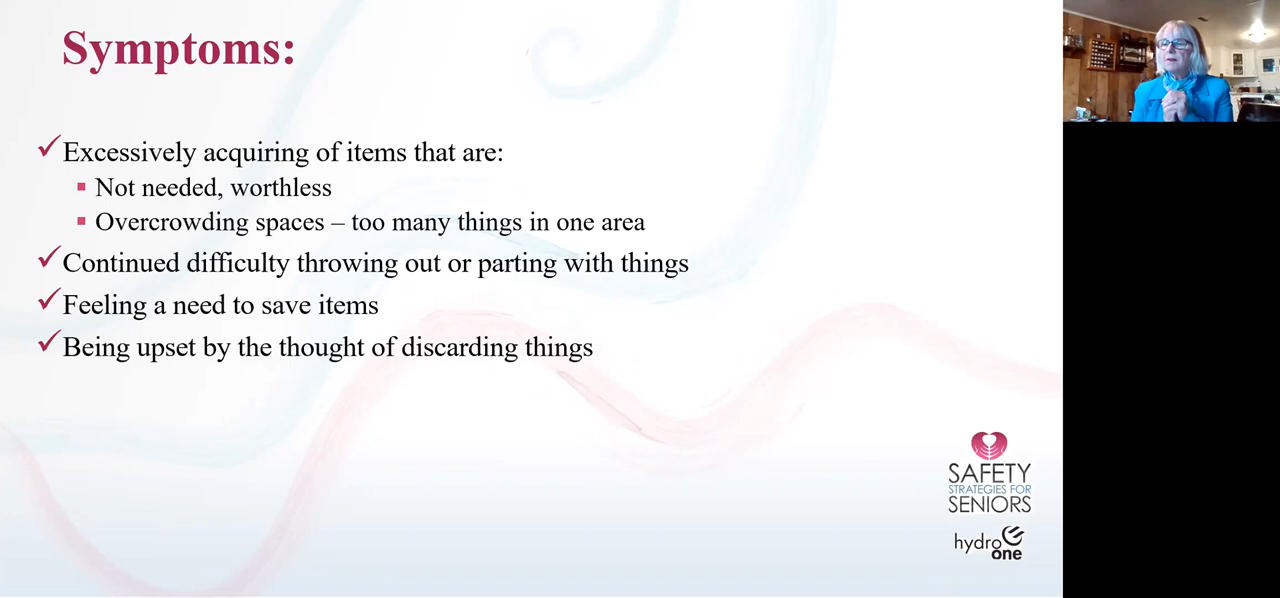 Symptoms:
Excessively acquiring of items that are:
Not needed, worthless
Overcrowding spaces – too many things in one area
Continued difficulty throwing out or parting with things
Feeling a need to save items
Being upset by the thought of discarding things
SAFETY
STRATEGIES FOR
SENIORS
hydro
one